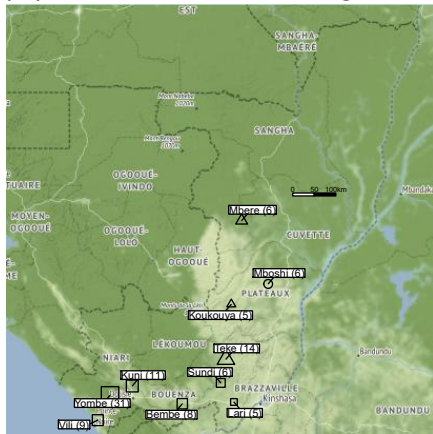 EST
SANGHA-
MBAÉRÉ
SANGHA
OGOOUÉ-
IVINDO
TUAIRE
MOYEN-
OGOOUÉ
OGOOUÉ-
LOLO
HAUT-
OGOOUÉ
Mbere (6)
0 50 100km
Mbandaka
CUVETTE
Mboshi (6)
PLATEAUX
Koukouya (5)
LÉKOUMOU
Teke (14)
NIARI
Kuni (11)
Sundi (6)
Bandundu
Yombe (31)
BOUENZA
BRAZZAVILLE
Kinshasa
Vili (9)
Bembe (8)
Lari (5)
BANDUNDU